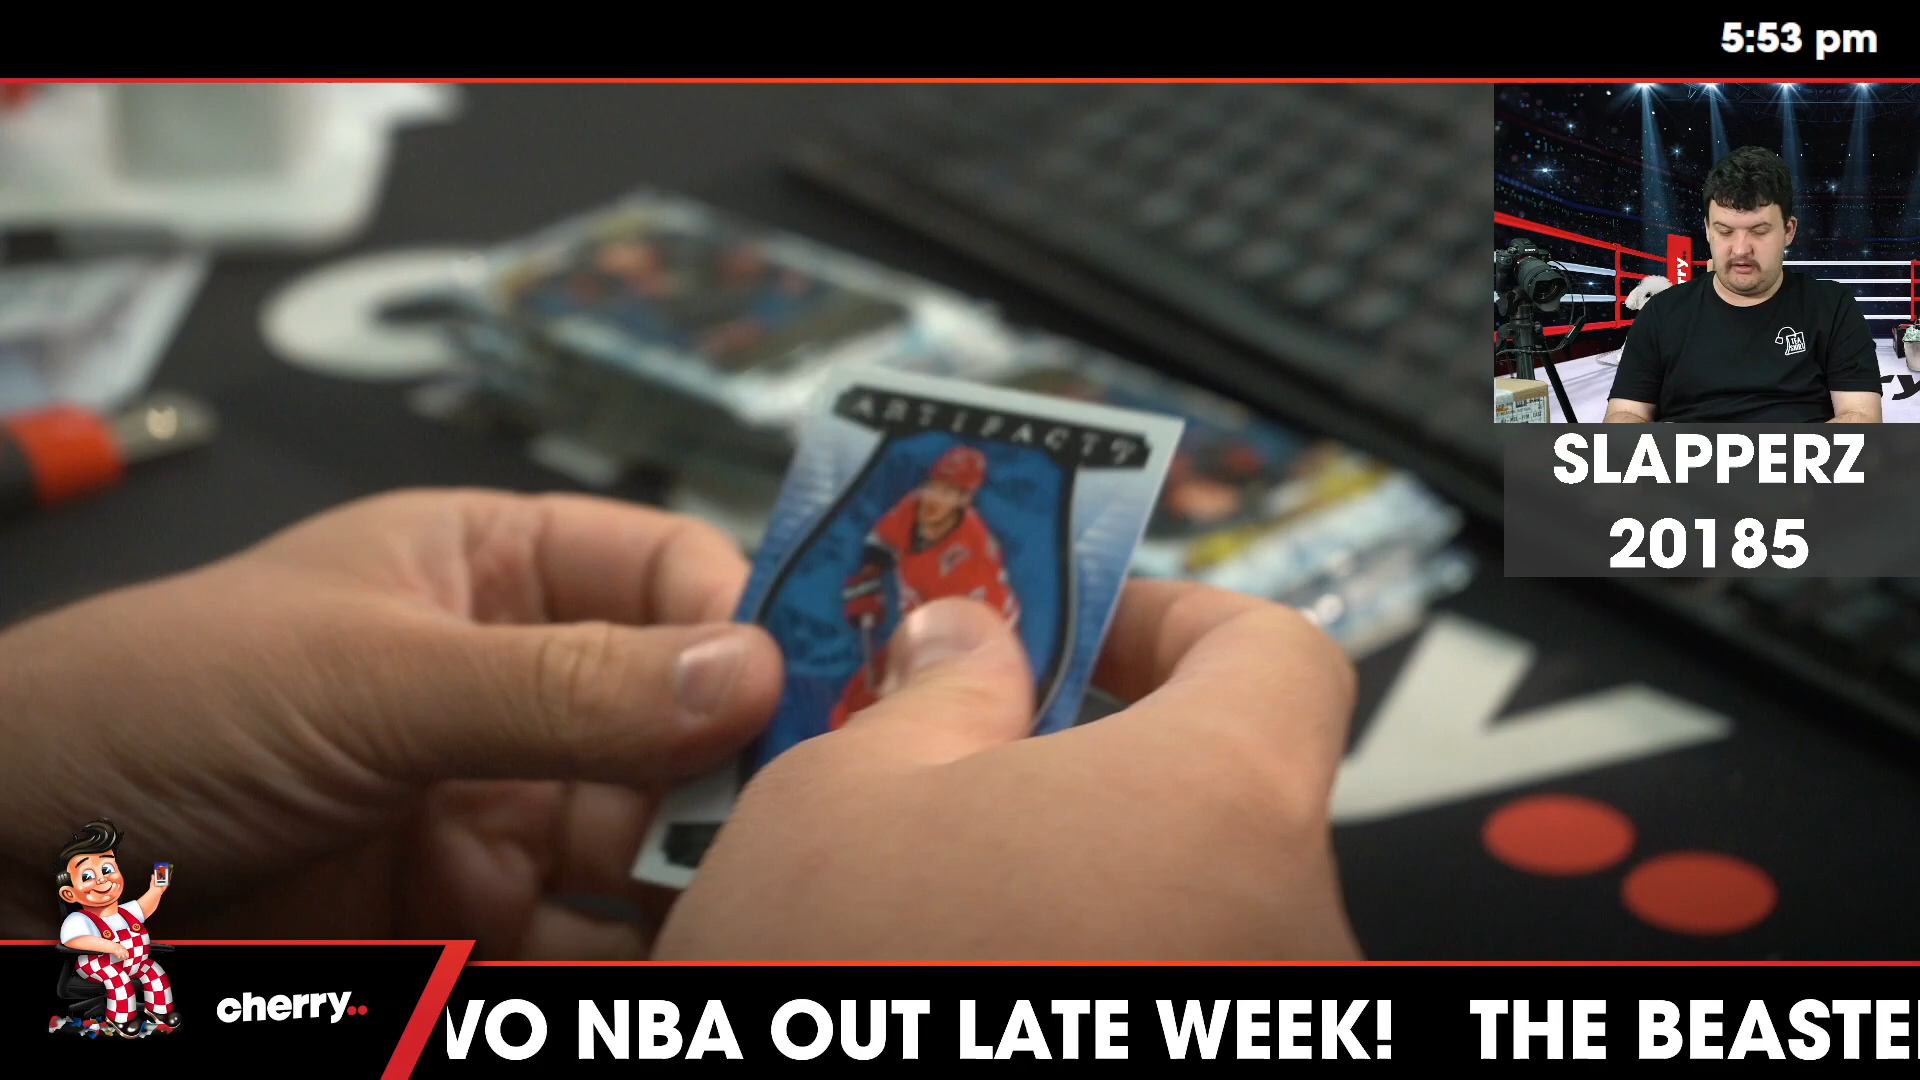 5:53 pm
ARTIFACTS
SLAPPERZ
20185
cherry..
VO NBA OUT LATE WEEK!   THE BEASTE